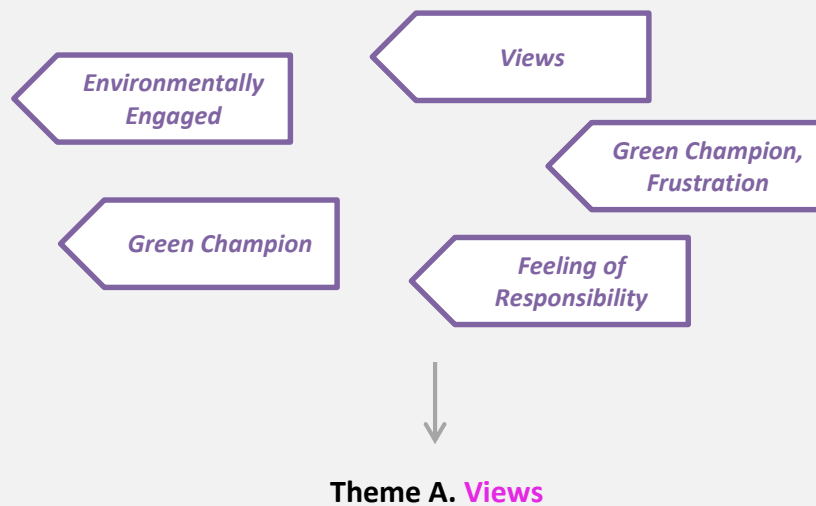 Views
Environmentally
Engaged
Green Champion,
Frustration
Green Champion
Feeling of
Responsibility
Theme A. Views